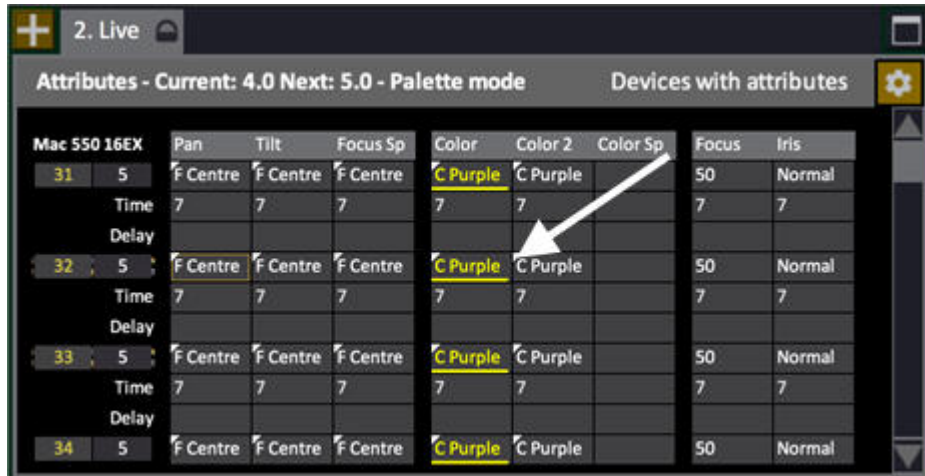 2. Live
Attributes - Current: 4.0 Next: 5.0 - Palette mode Devices with attributes
Mac 550 16EX Pan Tilt Focus Sp Color Color 2 Color Sp Focus Iris
31 5 F Centre F Centre F Centre C Purple C Purple 50 Normal
Time 7 7 7 7 7 7 7
Delay
32 5 F Centre F Centre F Centre C Purple C Purple 50 Normal
Time 7 7 7 7 7 7 7
Delay
33 5 F Centre F Centre F Centre C Purple C Purple 50 Normal
Time 7 7 7 7 7 7 7
Delay
34 5 F Centre F Centre F Centre C Purple C Purple 50 Normal